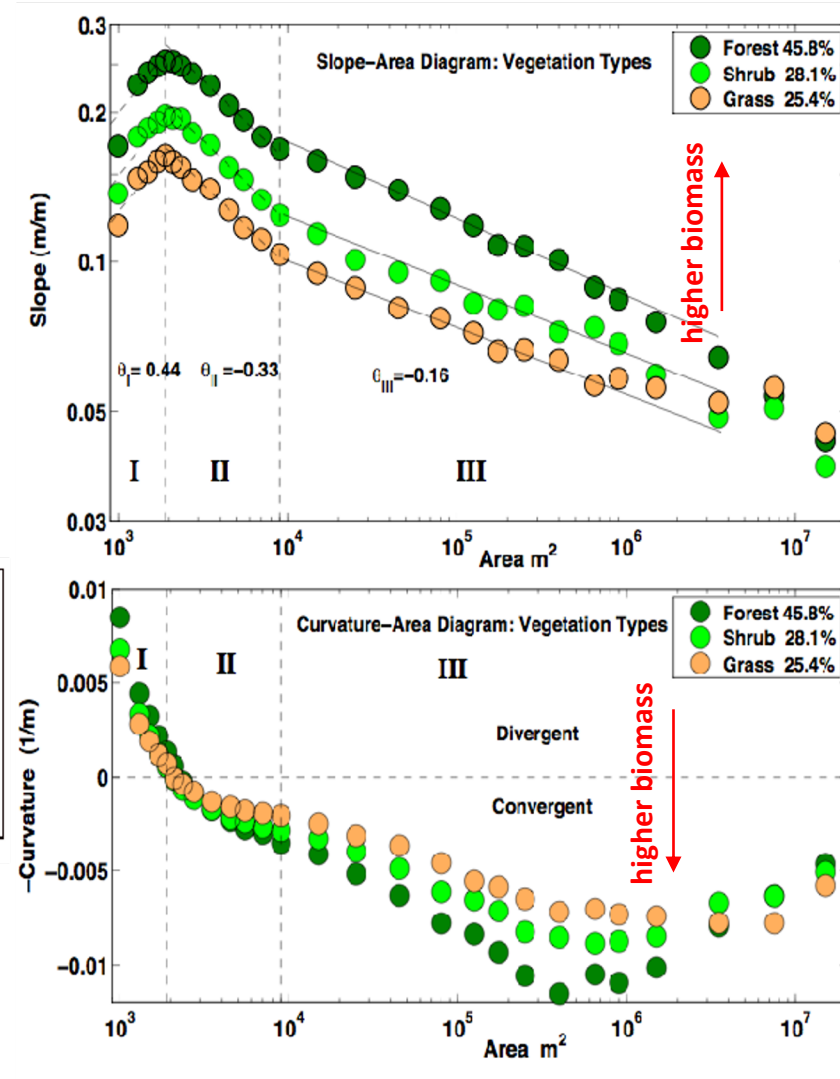 0.3
Slope–Area Diagram: Vegetation Types
Forest 45.8%
Shrub 28.1%
Grass 25.4%
0.2
higher biomass
Slope (m/m)
0.1
θI= 0.44
θII =−0.33
θIII=−0.16
0.05
I
II
III
0.03
10³
10⁴
10⁵
10⁶
10⁷
Area m²
0.01
Curvature–Area Diagram: Vegetation Types
Forest 45.8%
Shrub 28.1%
Grass 25.4%
I
II
III
0.005
higher biomass
Divergent
−Curvature (1/m)
0
Convergent
−0.005
−0.01
10³
10⁴
10⁵
10⁶
10⁷
Area m²